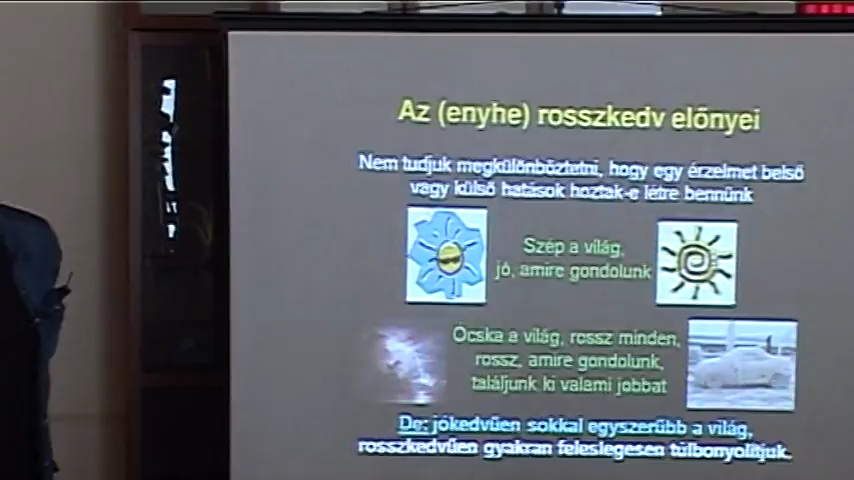 Az (enyhe) rosszkedv előnyei
Nem tudjuk megkülönböztetni, hogy egy érzelmet belső
vagy külső hatások hoztak-e létre bennünk
Szép a világ,
jó, amire gondolunk
Ócska a világ, rossz minden,
rossz, amire gondolunk,
találjunk ki valami jobbat
De: jókedvűen sokkal egyszerűbb a világ,
rosszkedvűen gyakran feleslegesen túlbonyolítjuk.